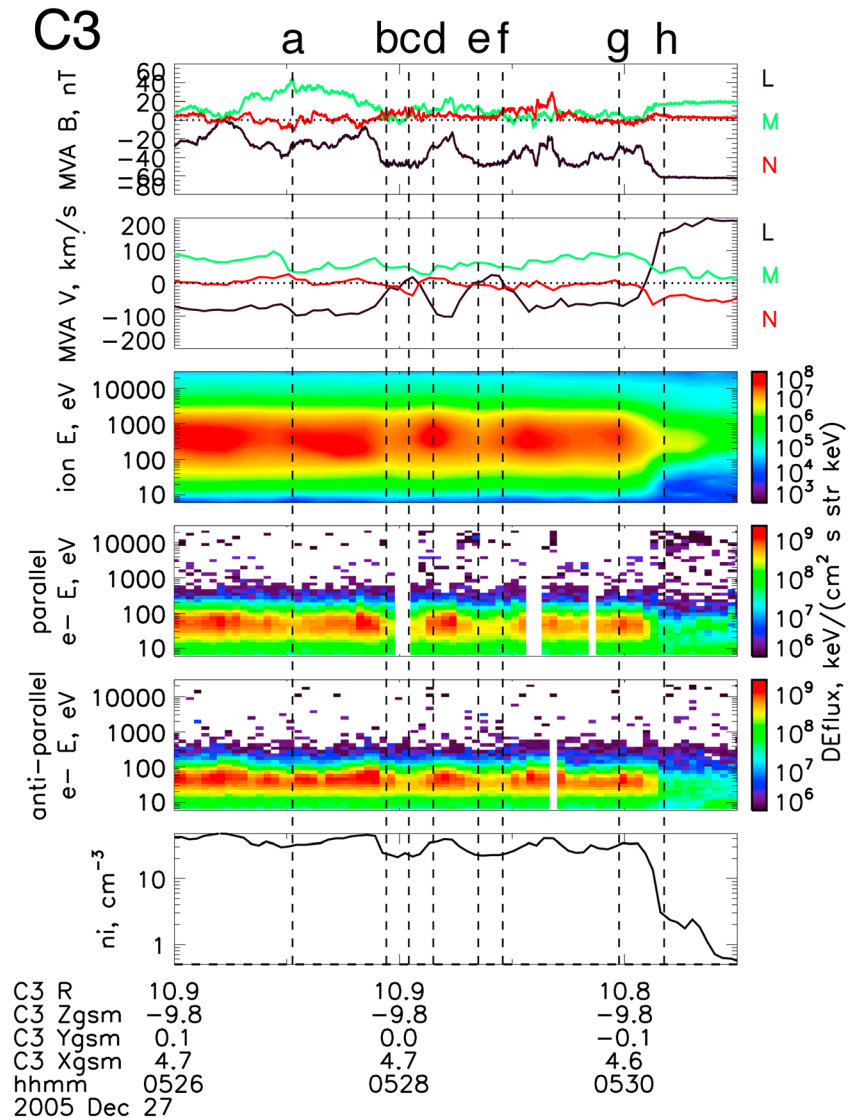 C3 a b c d e f g h
MVA B, nT
60
40
20
0
−20
−40
−60
−80
L
M
N
MVA V, km/s
200
100
0
−100
−200
L
M
N
ion E, eV
10000
1000
100
10
10^8
10^7
10^6
10^5
10^4
10^3
parallel
e− E, eV
10000
1000
100
10
10^9
10^8
10^7
10^6
anti−parallel
e− E, eV
10000
1000
100
10
10^9
10^8
10^7
10^6
DEflux, keV/(cm^2 s str keV)
ni, cm^−3
10
1
C3 R 10.9 10.9 10.8
C3 Zgsm −9.8 −9.8 −9.8
C3 Ygsm 0.1 0.0 −0.1
C3 Xgsm 4.7 4.7 4.6
hhmm 0526 0528 0530
2005 Dec 27